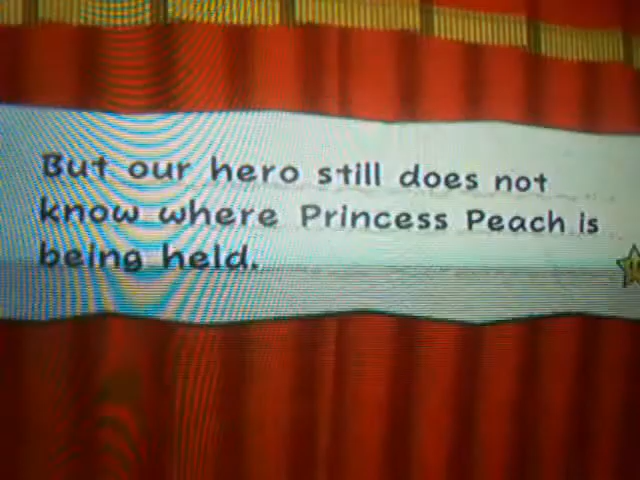 But our hero still does not
know where Princess Peach is
being held.